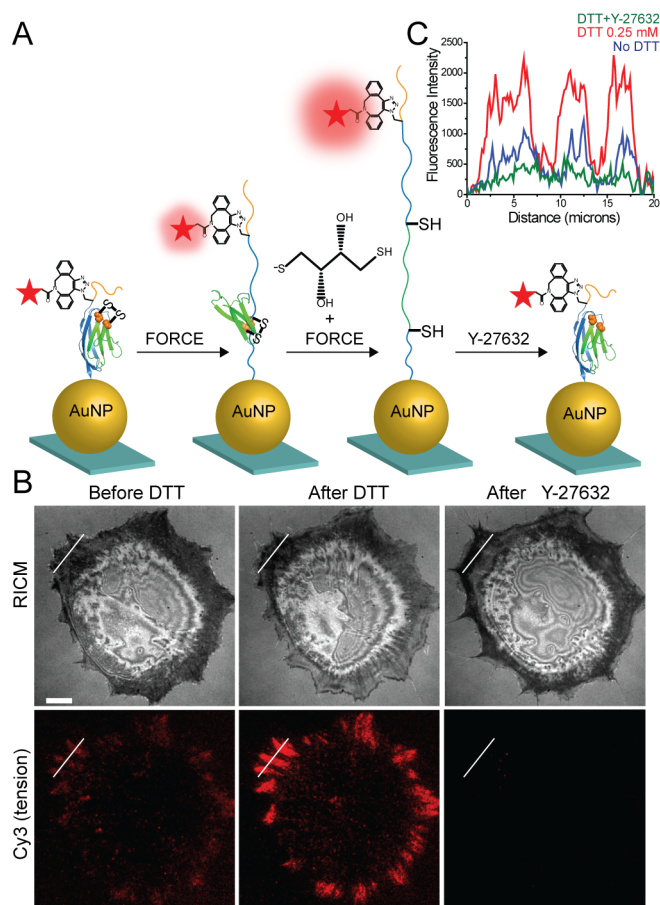 A
C
DTT+Y-27632
DTT 0.25 mM
No DTT
Fluorescence Intensity
2500
2000
1500
1000
500
0
0 5 10 15 20
Distance (microns)
OH
SH
-S
OH
+
SH
SH
S
S
S
S
N
N
N
O
N
N
N
N
O
N
N
N
N
O
N
N
N
N
O
N
FORCE
FORCE
Y-27632
AuNP
AuNP
AuNP
AuNP
B
Before DTT
After DTT
After Y-27632
RICM
Cy3 (tension)